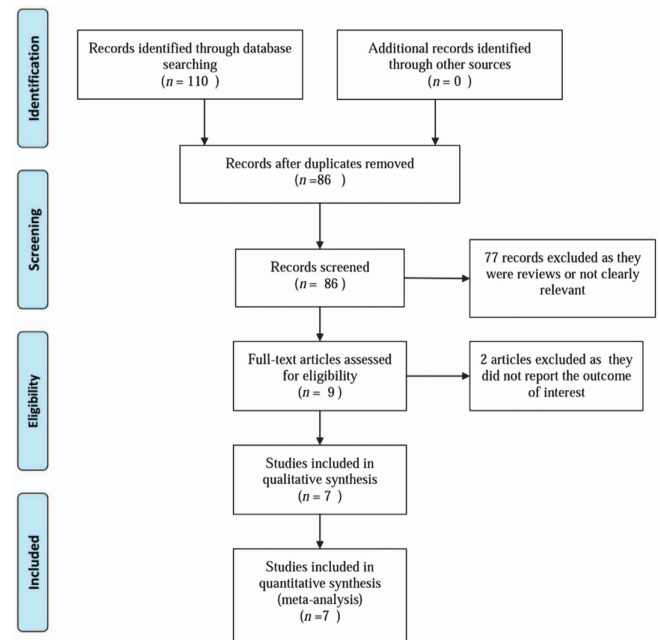 Identification
Records identified through database
searching
(n = 110 )
Additional records identified
through other sources
(n = 0 )
Records after duplicates removed
(n =86 )
Screening
Records screened
(n = 86 )
77 records excluded as they
were reviews or not clearly
relevant
Eligibility
Full-text articles assessed
for eligibility
(n = 9 )
2 articles excluded as they
did not report the outcome
of interest
Studies included in
qualitative synthesis
(n = 7 )
Included
Studies included in
quantitative synthesis
(meta-analysis)
(n =7 )